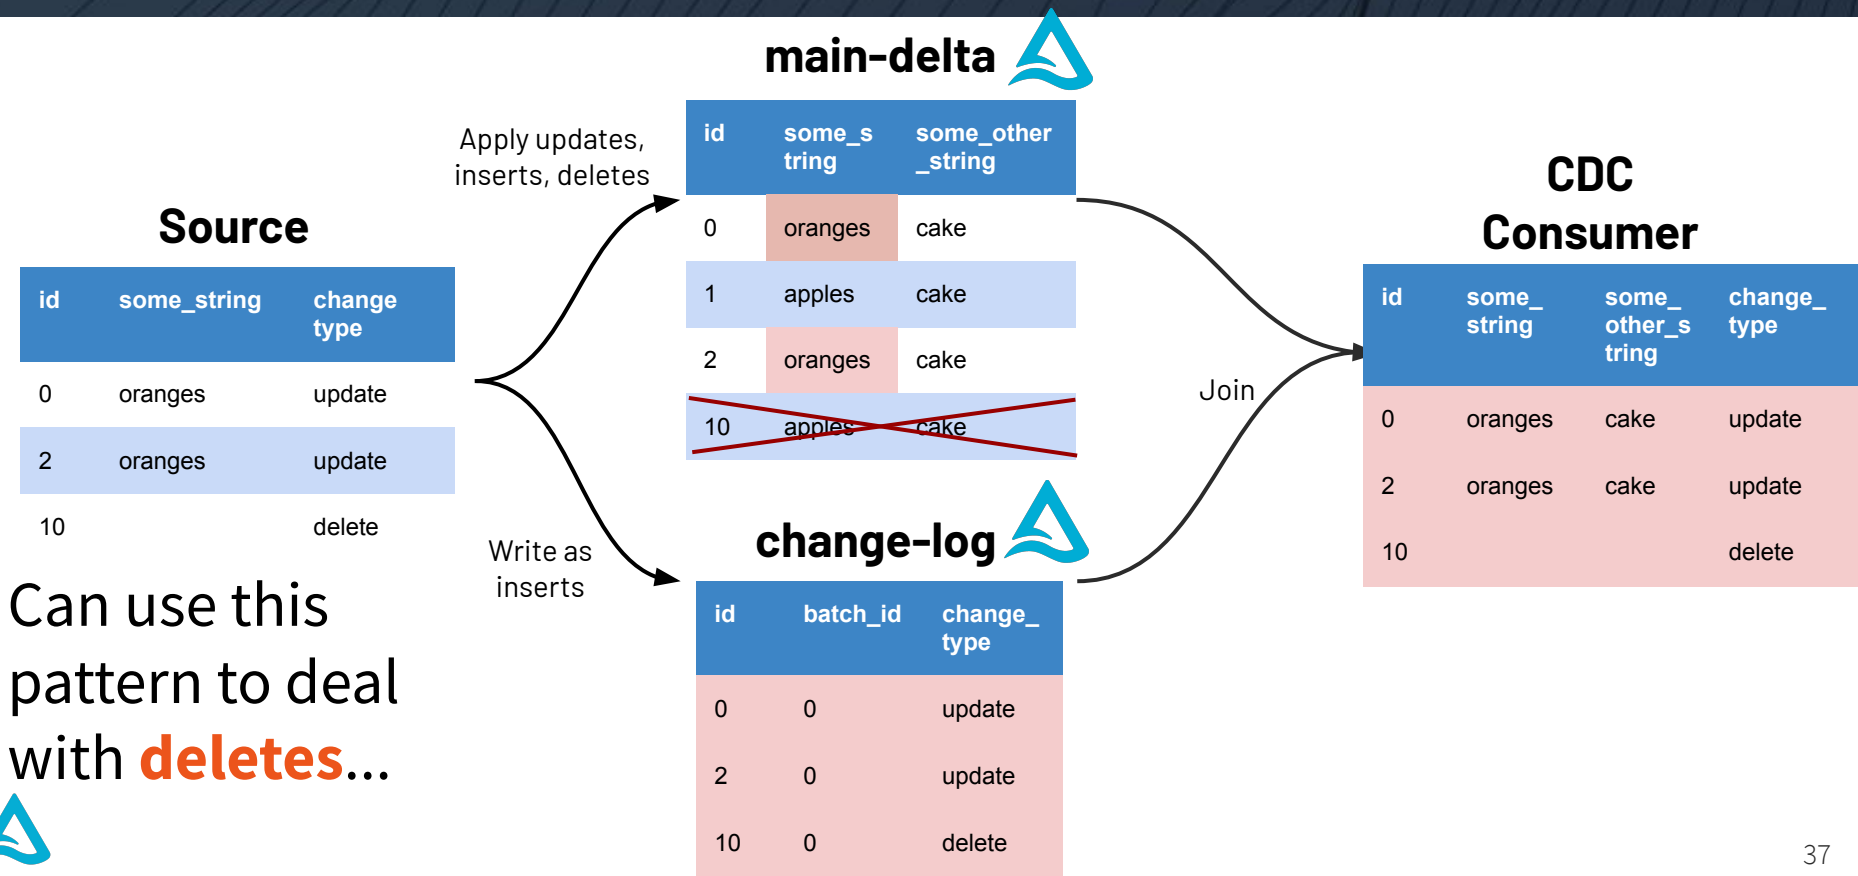 main-delta
Apply updates,
inserts, deletes
id some_s some_other
tring _string
0 oranges cake
1 apples cake
2 oranges cake
10 apples cake
Source
id some_string change
type
0 oranges update
2 oranges update
10 delete
Can use this
pattern to deal
with deletes...
Write as
inserts
change-log
id batch_id change_
type
0 0 update
2 0 update
10 0 delete
Join
CDC
Consumer
id some_ some_ change_
string other_s type
tring
0 oranges cake update
2 oranges cake update
10 delete
37